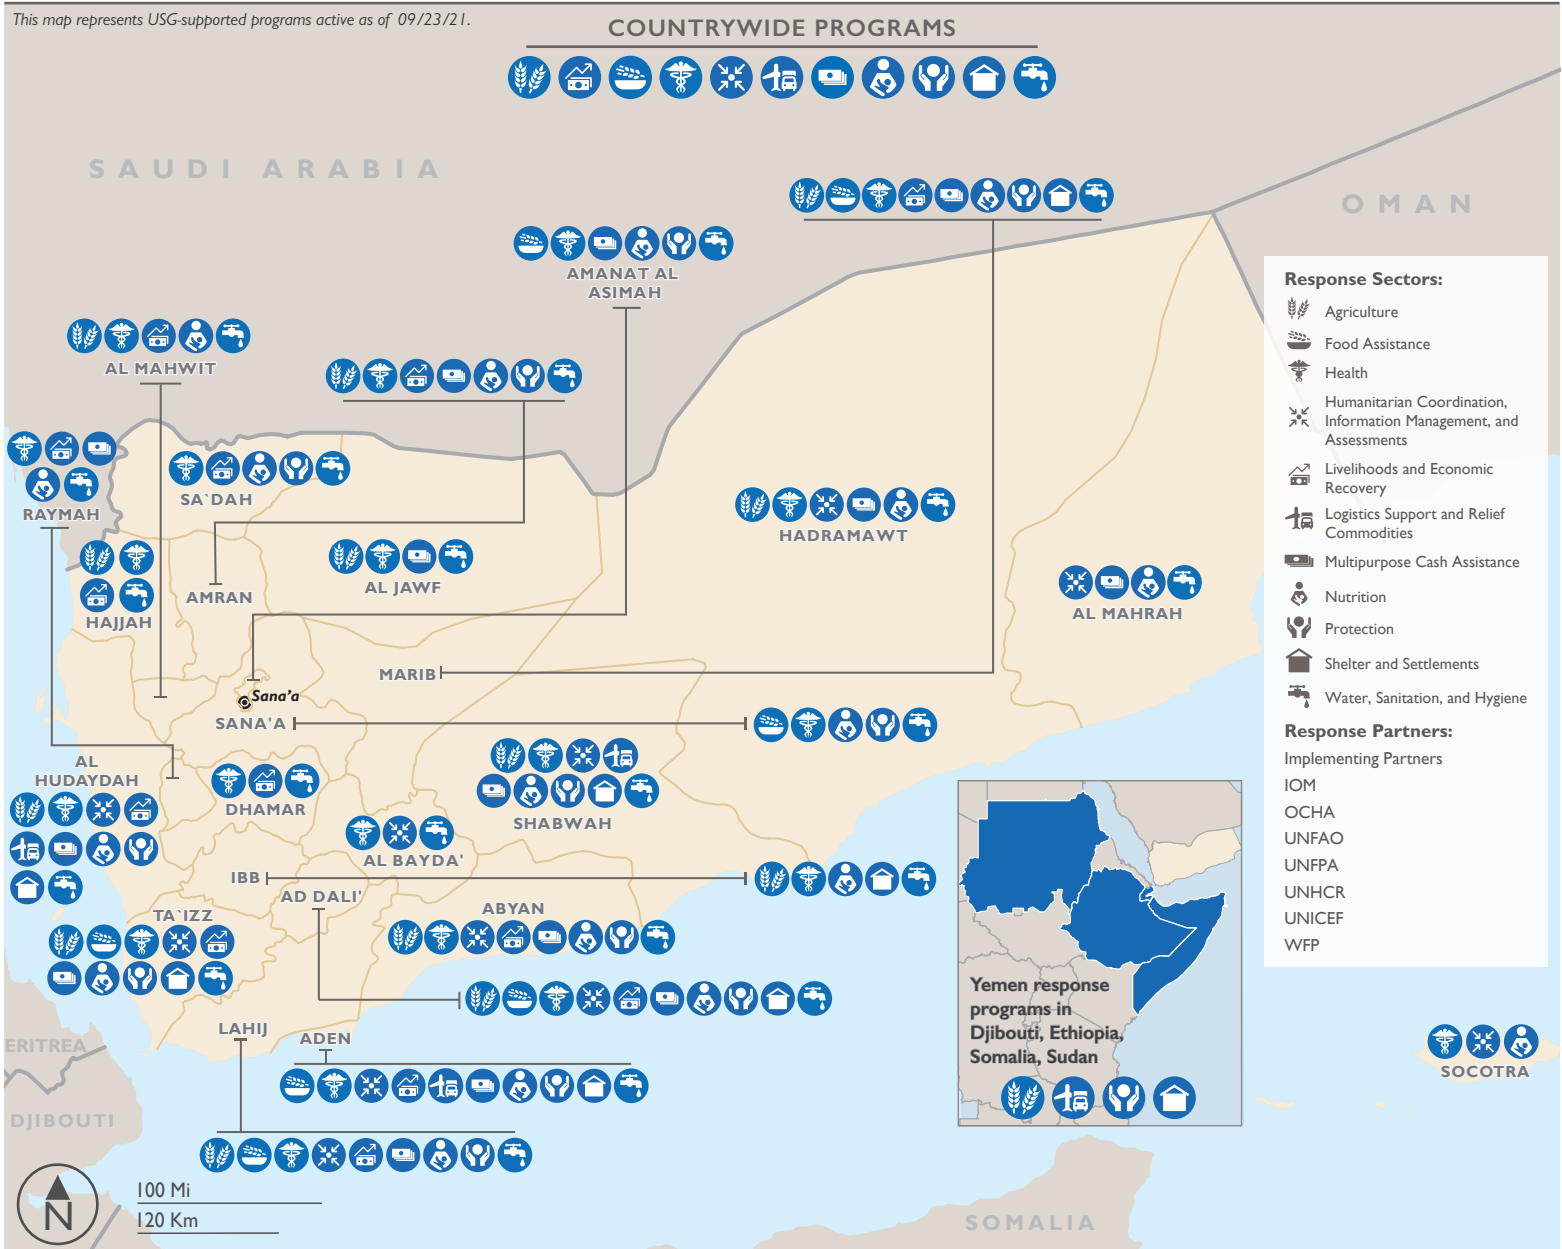 This map represents USG-supported programs active as of 09/23/21.
COUNTRYWIDE PROGRAMS
SAUDI ARABIA
OMAN
AMANAT AL
ASIMAH
AL MAHWIT
RAYMAH
SA`DAH
HAJJAH
AMRAN
AL JAWF
HADRAMAWT
AL MAHRAH
MARIB
Sana'a
SANA'A
AL
HUDAYDAH
DHAMAR
SHABWAH
AL BAYDA'
IBB
AD DALI'
ABYAN
TA`IZZ
LAHIJ
ADEN
ERITREA
DJIBOUTI
SOMALIA
SOCOTRA
N
100 Mi
120 Km
Yemen response
programs in
Djibouti, Ethiopia,
Somalia, Sudan
Response Sectors:
Agriculture
Food Assistance
Health
Humanitarian Coordination,
Information Management, and
Assessments
Livelihoods and Economic
Recovery
Logistics Support and Relief
Commodities
Multipurpose Cash Assistance
Nutrition
Protection
Shelter and Settlements
Water, Sanitation, and Hygiene
Response Partners:
Implementing Partners
IOM
OCHA
UNFAO
UNFPA
UNHCR
UNICEF
WFP